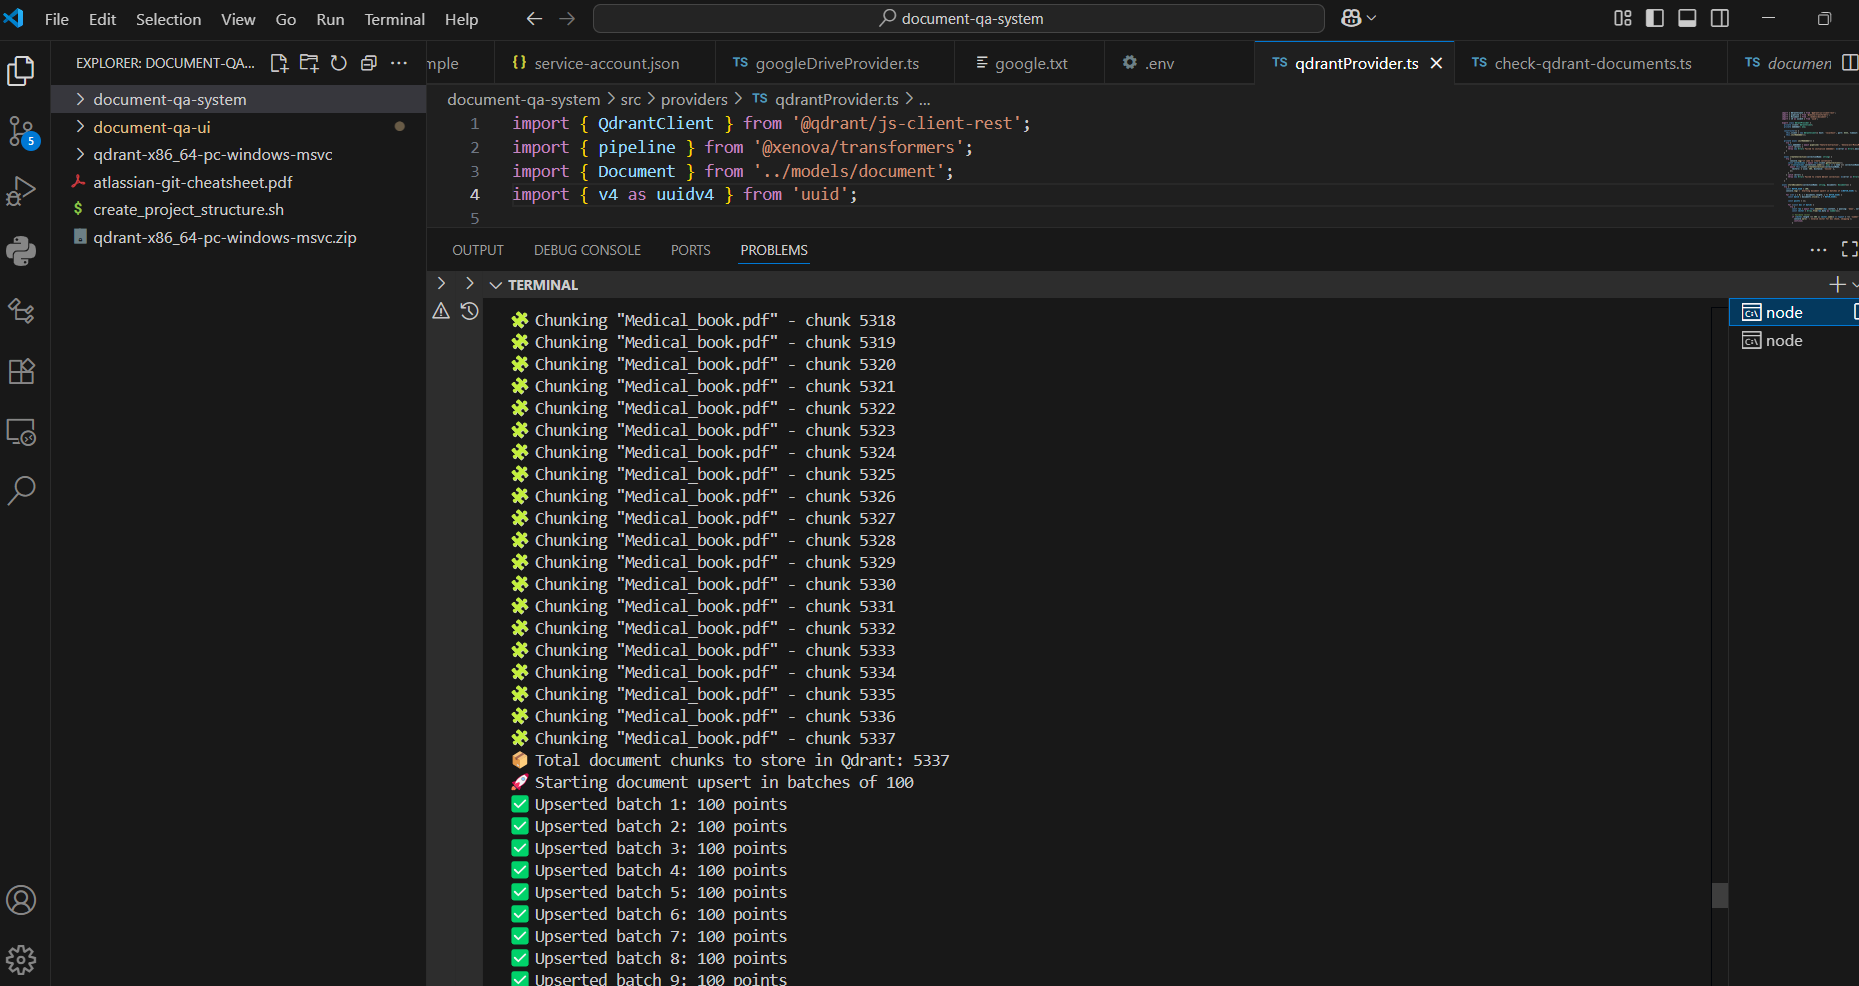 File Edit Selection View Go Run Terminal Help
document-qa-system
EXPLORER: DOCUMENT-QA...
document-qa-system
document-qa-ui
qdrant-x86_64-pc-windows-msvc
atlassian-git-cheatsheet.pdf
create_project_structure.sh
qdrant-x86_64-pc-windows-msvc.zip
5
mple
{} service-account.json
TS googleDriveProvider.ts
google.txt
.env
TS qdrantProvider.ts
TS check-qdrant-documents.ts
TS documen
document-qa-system > src > providers > TS qdrantProvider.ts > ...
1 import { QdrantClient } from '@qdrant/js-client-rest';
2 import { pipeline } from '@xenova/transformers';
3 import { Document } from '../models/document';
4 import { v4 as uuidv4 } from 'uuid';
5
OUTPUT DEBUG CONSOLE PORTS PROBLEMS
TERMINAL
🧩 Chunking "Medical_book.pdf" - chunk 5318
🧩 Chunking "Medical_book.pdf" - chunk 5319
🧩 Chunking "Medical_book.pdf" - chunk 5320
🧩 Chunking "Medical_book.pdf" - chunk 5321
🧩 Chunking "Medical_book.pdf" - chunk 5322
🧩 Chunking "Medical_book.pdf" - chunk 5323
🧩 Chunking "Medical_book.pdf" - chunk 5324
🧩 Chunking "Medical_book.pdf" - chunk 5325
🧩 Chunking "Medical_book.pdf" - chunk 5326
🧩 Chunking "Medical_book.pdf" - chunk 5327
🧩 Chunking "Medical_book.pdf" - chunk 5328
🧩 Chunking "Medical_book.pdf" - chunk 5329
🧩 Chunking "Medical_book.pdf" - chunk 5330
🧩 Chunking "Medical_book.pdf" - chunk 5331
🧩 Chunking "Medical_book.pdf" - chunk 5332
🧩 Chunking "Medical_book.pdf" - chunk 5333
🧩 Chunking "Medical_book.pdf" - chunk 5334
🧩 Chunking "Medical_book.pdf" - chunk 5335
🧩 Chunking "Medical_book.pdf" - chunk 5336
🧩 Chunking "Medical_book.pdf" - chunk 5337
📦 Total document chunks to store in Qdrant: 5337
🚀 Starting document upsert in batches of 100
✅ Upserted batch 1: 100 points
✅ Upserted batch 2: 100 points
✅ Upserted batch 3: 100 points
✅ Upserted batch 4: 100 points
✅ Upserted batch 5: 100 points
✅ Upserted batch 6: 100 points
✅ Upserted batch 7: 100 points
✅ Upserted batch 8: 100 points
✅ Upserted batch 9: 100 points
node
node